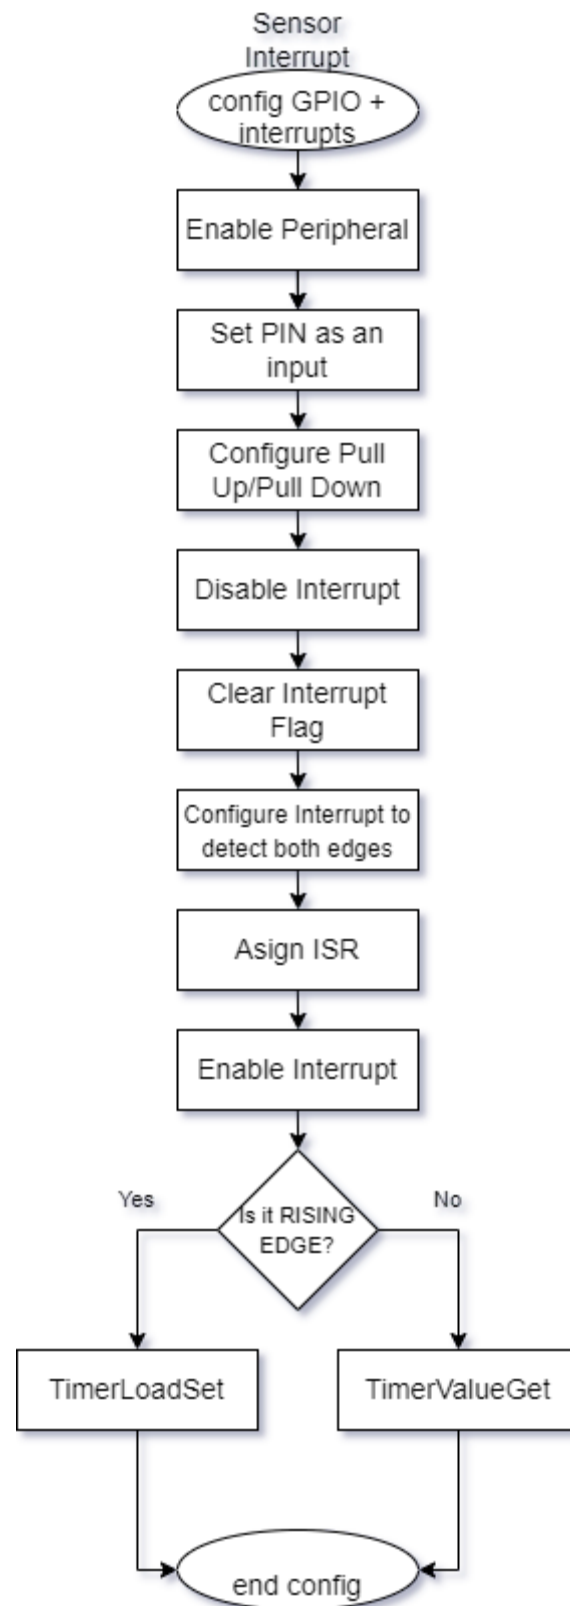 Sensor
Interrupt
config GPIO +
interrupts
Enable Peripheral
Set PIN as an
input
Configure Pull
Up/Pull Down
Disable Interrupt
Clear Interrupt
Flag
Configure Interrupt to
detect both edges
Asign ISR
Enable Interrupt
Is it RISING
EDGE?
Yes
No
TimerLoadSet
TimerValueGet
end config